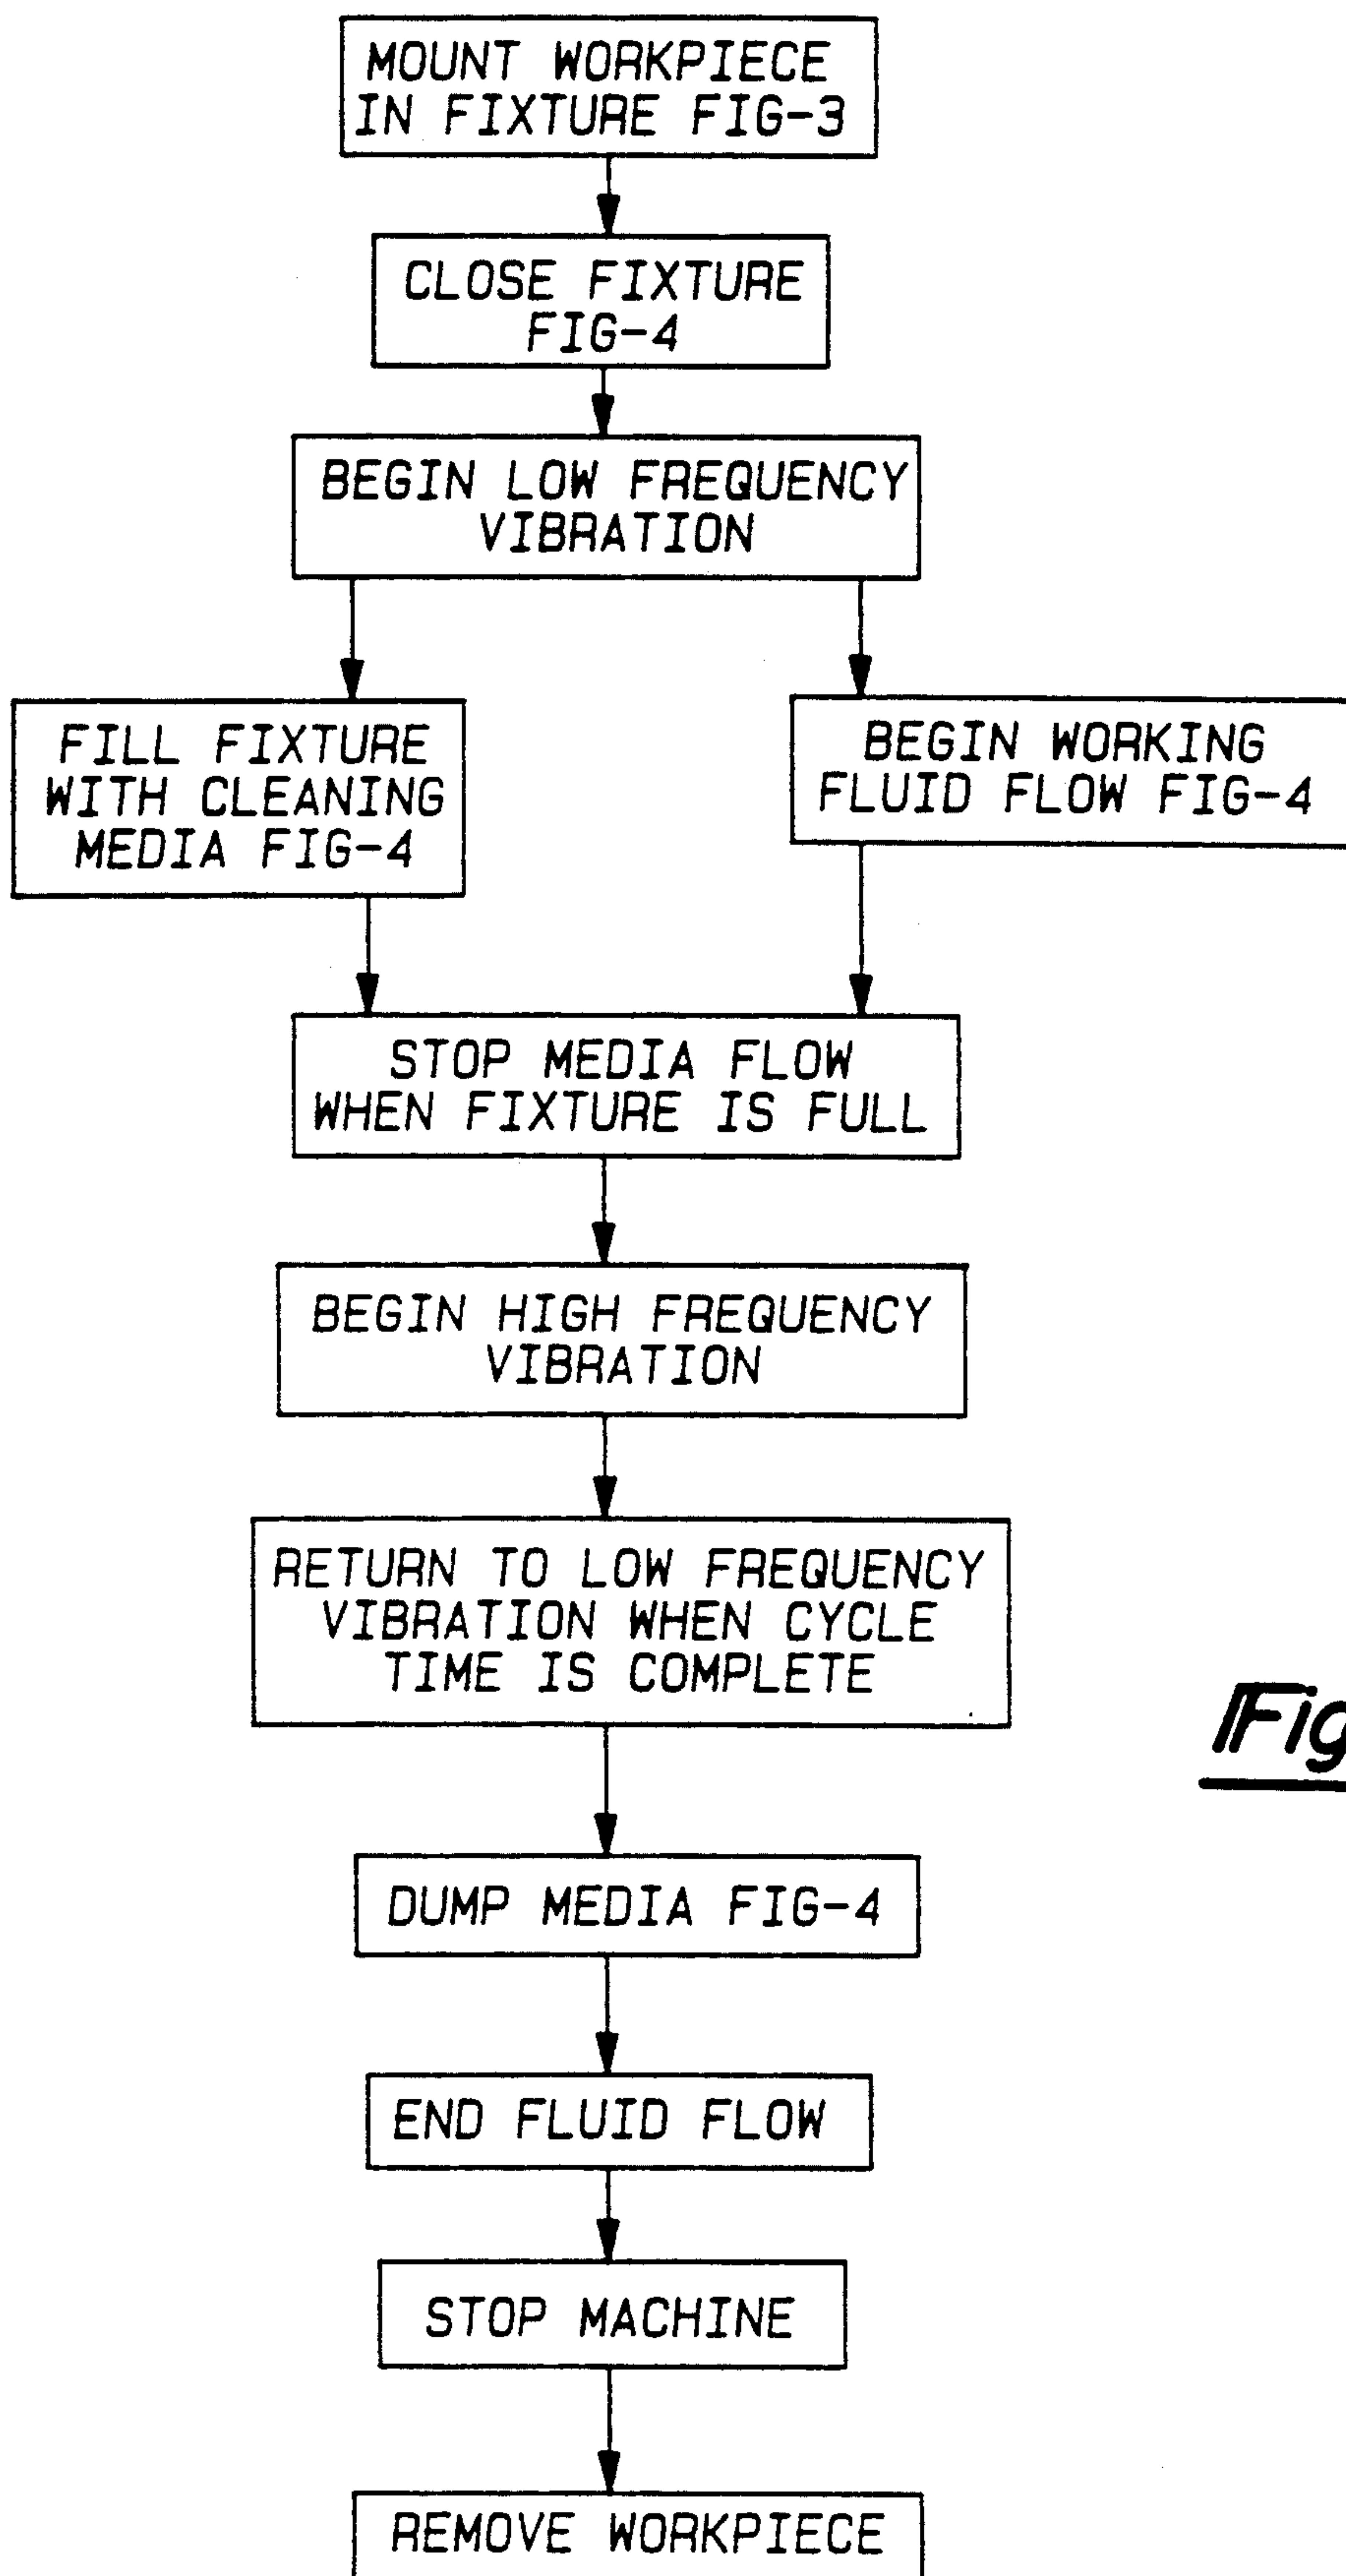 MOUNT WORKPIECE
IN FIXTURE FIG-3
CLOSE FIXTURE
FIG-4
BEGIN LOW FREQUENCY
VIBRATION
FILL FIXTURE
WITH CLEANING
MEDIA FIG-4
BEGIN WORKING
FLUID FLOW FIG-4
STOP MEDIA FLOW
WHEN FIXTURE IS FULL
BEGIN HIGH FREQUENCY
VIBRATION
RETURN TO LOW FREQUENCY
VIBRATION WHEN CYCLE
TIME IS COMPLETE
Fig
DUMP MEDIA FIG-4
END FLUID FLOW
STOP MACHINE
REMOVE WORKPIECE